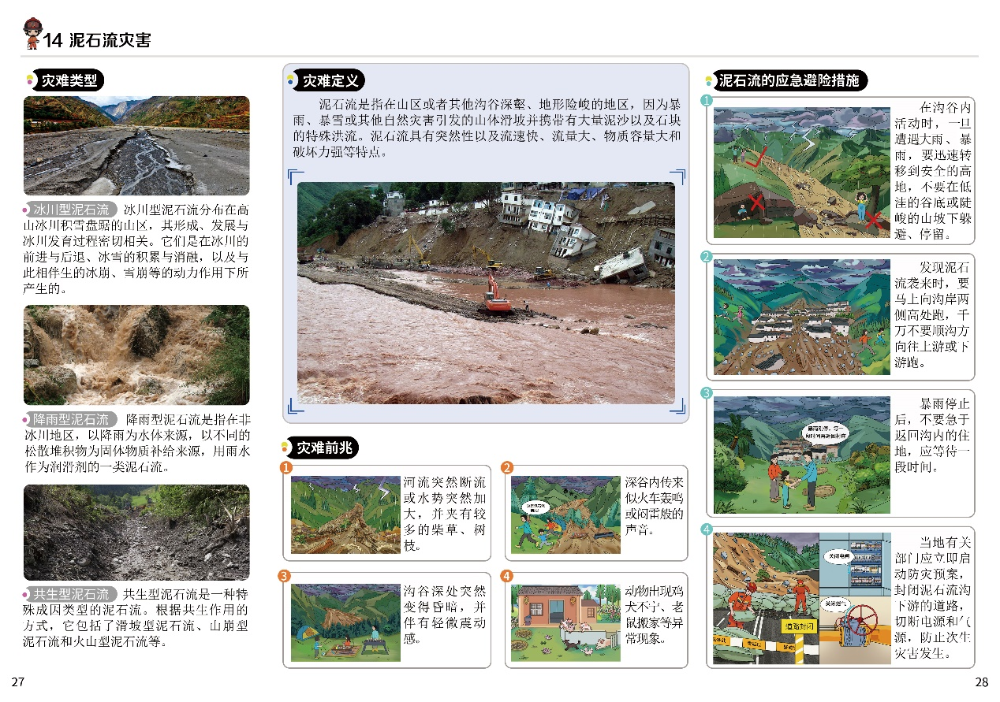 14 泥石流灾害
灾难类型
冰川型泥石流 冰川型泥石流分布在高
山冰川积雪盘踞的山区，其形成、发展与
冰川发育过程密切相关。它们是在冰川的
前进与后退、冰雪的积累与消融，以及与
此相伴生的冰崩、雪崩等的动力作用下所
产生的。
降雨型泥石流 降雨型泥石流是指在非
冰川地区，以降雨为水体来源，以不同的
松散堆积物为固体物质补给来源，用雨水
作为润滑剂的一类泥石流。
共生型泥石流 共生型泥石流是一种特
殊成因类型的泥石流。根据共生作用的
方式，它包括了滑坡型泥石流、山崩型
泥石流和火山型泥石流等。
27
灾难定义
泥石流是指在山区或者其他沟谷深壑、地形险峻的地区，因为暴
雨、暴雪或其他自然灾害引发的山体滑坡并携带有大量泥沙以及石块
的特殊洪流。泥石流具有突然性以及流速快、流量大、物质容量大和
破坏力强等特点。
灾难前兆
1
河流突然断流
或水势突然加
大，并夹有较
多的柴草、树
枝。
2
深谷内传来
似火车轰鸣
或闷雷般的
声音。
3
沟谷深处突然
变得昏暗，并
伴有轻微震动
感。
4
动物出现鸡
犬不宁、老
鼠搬家等异
常现象。
泥石流的应急避险措施
1
在沟谷内
活动时，一旦
遭遇大雨、暴
雨，要迅速转
移到安全的高
地，不要在低
洼的谷底或陡
峻的山坡下躲
避、停留。
2
发现泥石
流袭来时，要
马上向沟岸两
侧高处跑，千
万不要顺沟方
向往上游或下
游跑。
3
暴雨刚停，等一
段时间再返回村庄
暴雨停止
后，不要急于
返回沟内的住
地，应等待一
段时间。
4
关闭电闸
关闭燃气
道路封闭
当地有关
部门应立即启
动防灾预案，
封闭泥石流沟
下游的道路，
切断电源和气
源，防止次生
灾害发生。
28